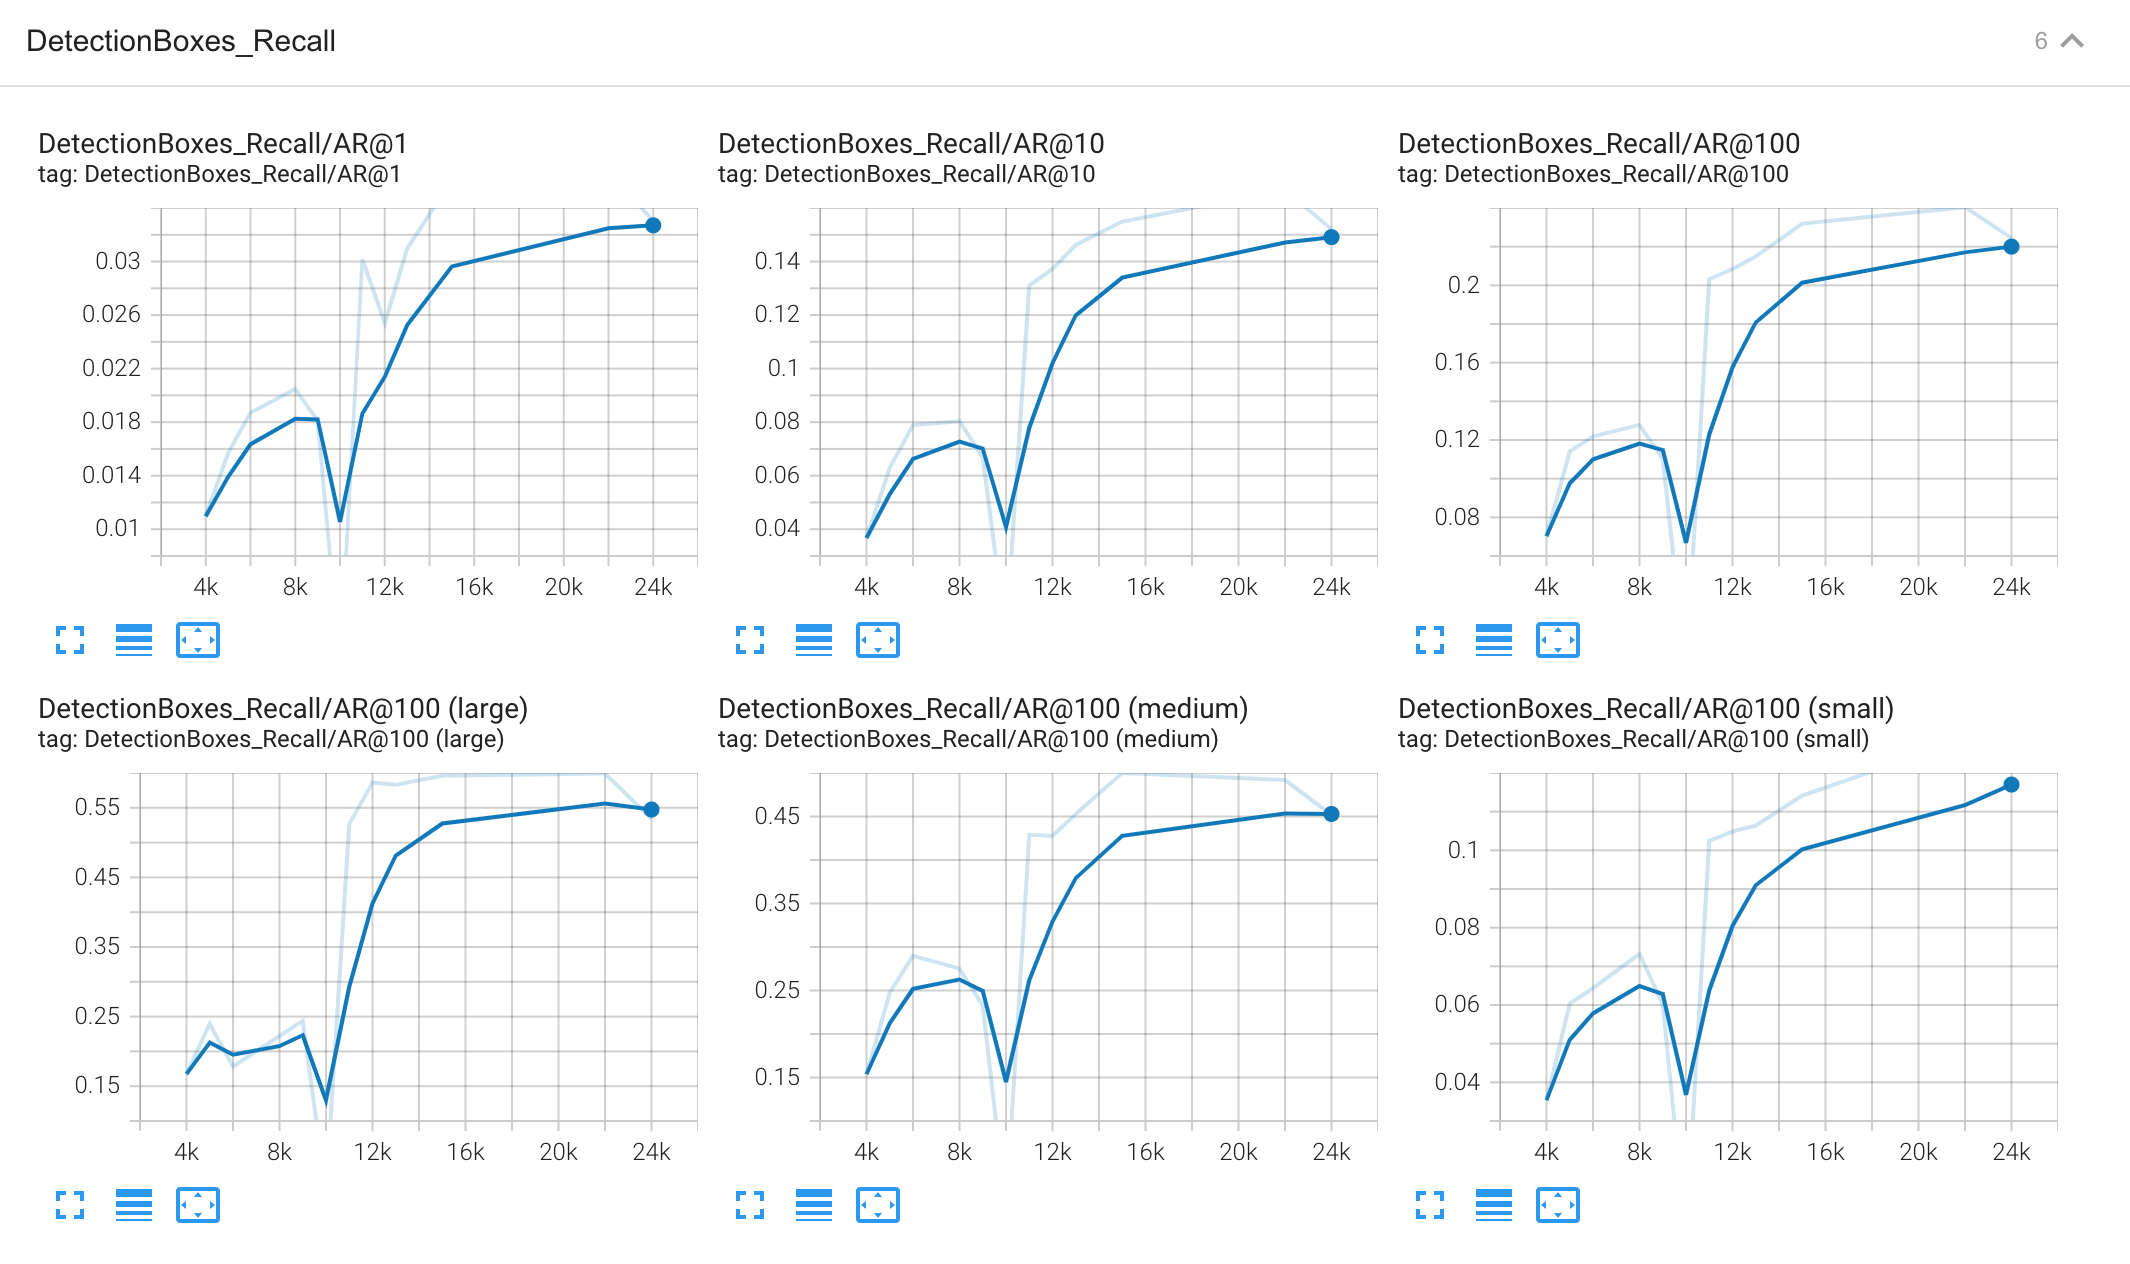 DetectionBoxes_Recall
6
DetectionBoxes_Recall/AR@1
tag: DetectionBoxes_Recall/AR@1
0.03
0.026
0.022
0.018
0.014
0.01
4k 8k 12k 16k 20k 24k
DetectionBoxes_Recall/AR@10
tag: DetectionBoxes_Recall/AR@10
0.14
0.12
0.1
0.08
0.06
0.04
4k 8k 12k 16k 20k 24k
DetectionBoxes_Recall/AR@100
tag: DetectionBoxes_Recall/AR@100
0.2
0.16
0.12
0.08
4k 8k 12k 16k 20k 24k
DetectionBoxes_Recall/AR@100 (large)
tag: DetectionBoxes_Recall/AR@100 (large)
0.55
0.45
0.35
0.25
0.15
4k 8k 12k 16k 20k 24k
DetectionBoxes_Recall/AR@100 (medium)
tag: DetectionBoxes_Recall/AR@100 (medium)
0.45
0.35
0.25
0.15
4k 8k 12k 16k 20k 24k
DetectionBoxes_Recall/AR@100 (small)
tag: DetectionBoxes_Recall/AR@100 (small)
0.1
0.08
0.06
0.04
4k 8k 12k 16k 20k 24k